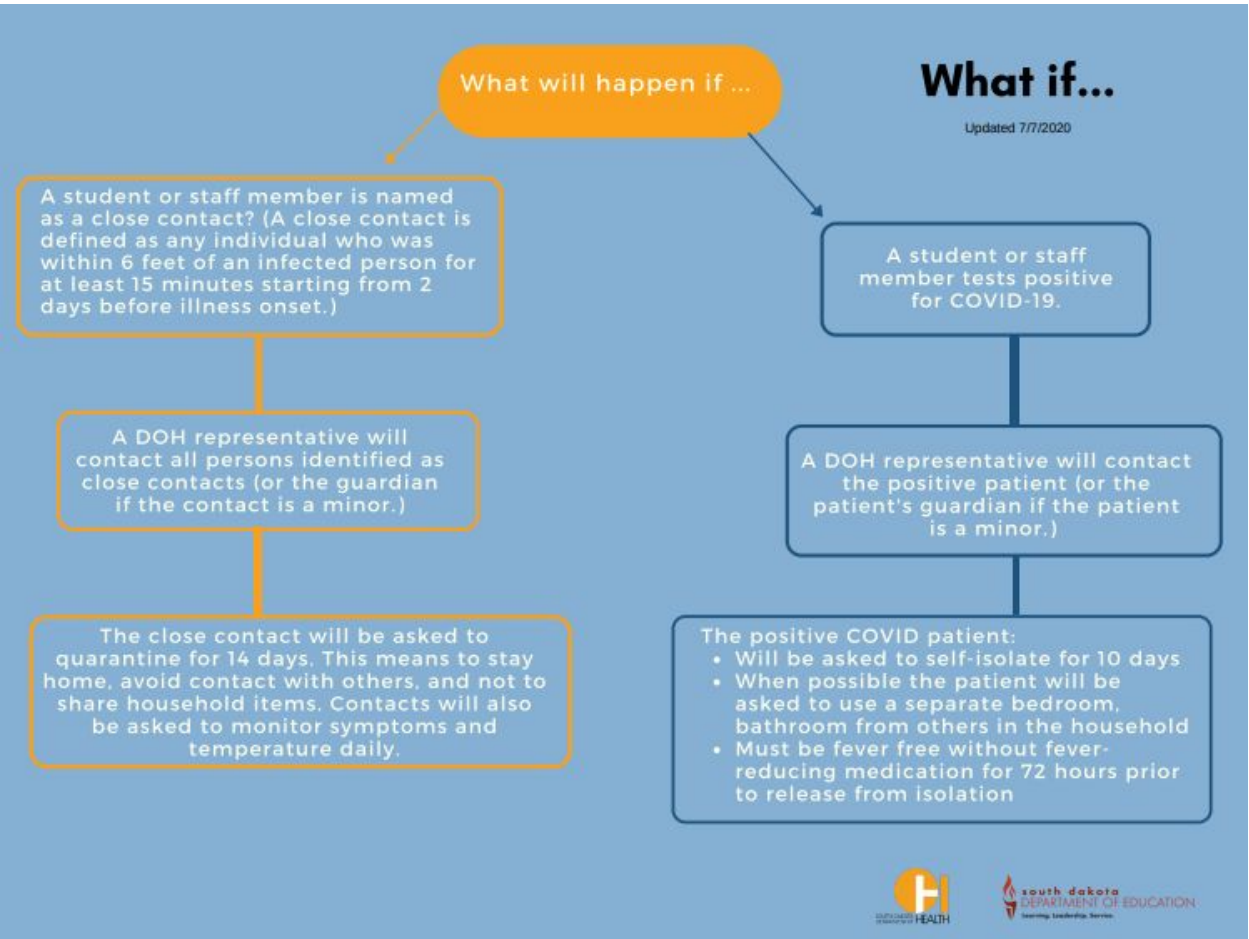 What will happen if ...
What if...
Updated 7/7/2020
A student or staff member is named
as a close contact? (A close contact is
defined as any individual who was
within 6 feet of an infected person for
at least 15 minutes starting from 2
days before illness onset.)
A DOH representative will
contact all persons identified as
close contacts (or the guardian
if the contact is a minor.)
The close contact will be asked to
quarantine for 14 days. This means to stay
home, avoid contact with others, and not to
share household items. Contacts will also
be asked to monitor symptoms and
temperature daily.
A student or staff
member tests positive
for COVID-19.
A DOH representative will contact
the positive patient (or the
patient's guardian if the patient
is a minor.)
The positive COVID patient:
• Will be asked to self-isolate for 10 days
• When possible the patient will be
asked to use a separate bedroom,
bathroom from others in the household
• Must be fever free without fever-
reducing medication for 72 hours prior
to release from isolation
SOUTH DAKOTA
DEPARTMENT OF HEALTH
south dakota
DEPARTMENT OF EDUCATION
Learning. Leadership. Service.